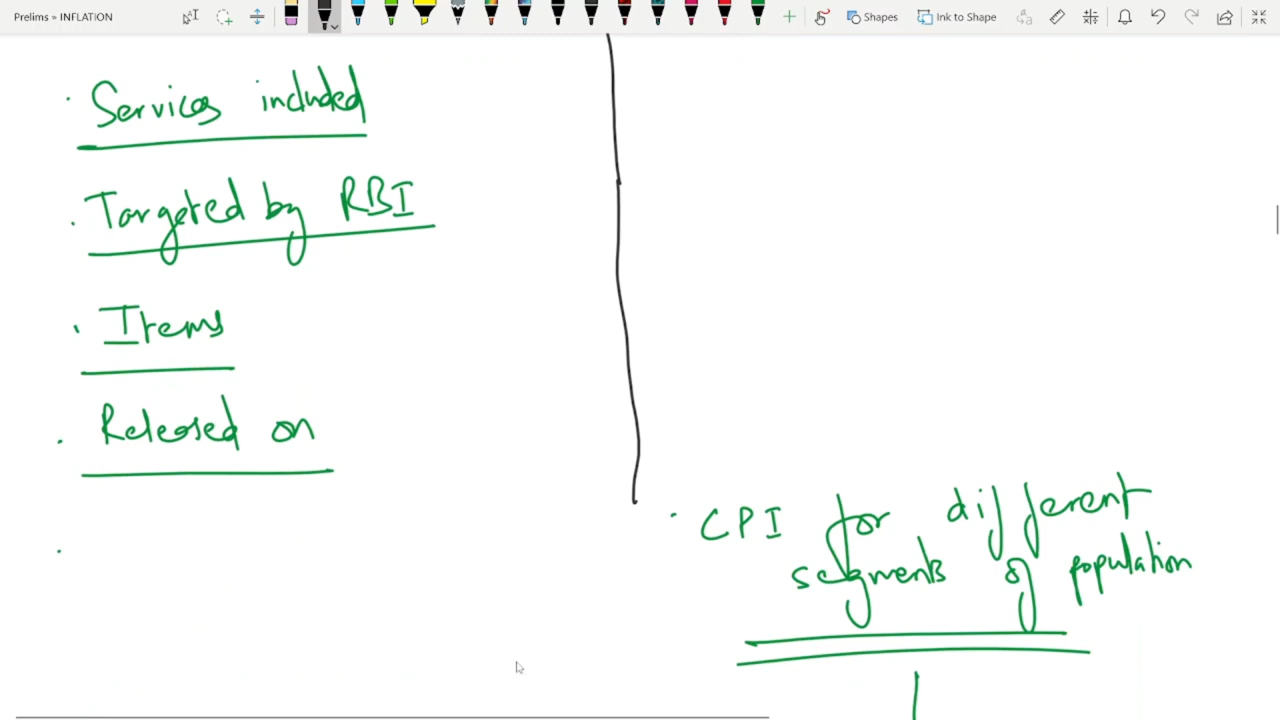 Prelims » INFLATION
Shapes
Ink to Shape
. Services included
. Targeted by RBI
. Items
. Released on
.
. CPI for different
segments of population